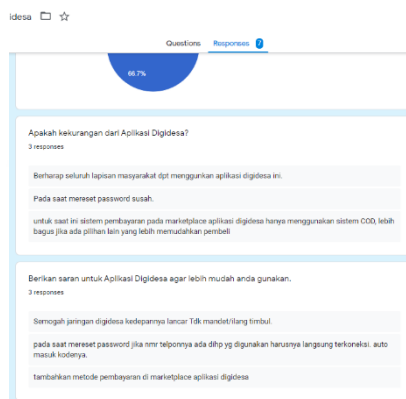 idesa
Questions Responses 7
66.7%
Apakah kekurangan dari Aplikasi Digidesa?
3 responses
Berharap seluruh lapisan masyarakat dpt menggunkan aplikasi digidesa ini.
Pada saat mereset password susah.
untuk saat ini sistem pembayaran pada marketplace aplikasi digidesa hanya menggunakan sistem COD, lebih
bagus jika ada pilihan lain yang lebih memudahkan pembeli
Berikan saran untuk Aplikasi Digidesa agar lebih mudah anda gunakan.
3 responses
Semogah jaringan digidesa kedepannya lancar Tdk mandet/ilang timbul.
pada saat mereset password jika nmr telponnya ada dihp yg digunakan harusnya langsung terkoneksi. auto
masuk kodenya.
tambahkan metode pembayaran di marketplace aplikasi digidesa